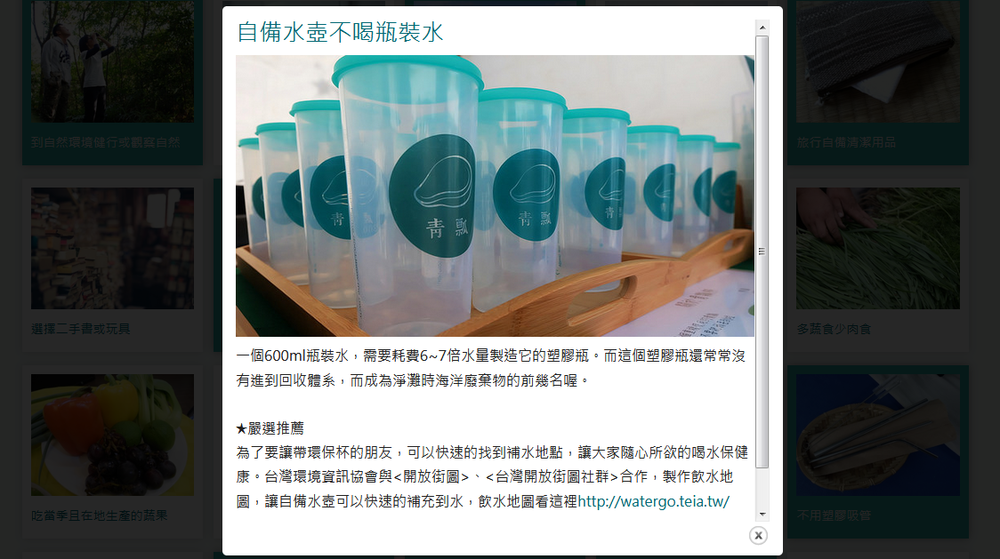 自備水壺不喝瓶裝水
青 飄
青 飄
青
一個600ml瓶裝水，需要耗費6~7倍水量製造它的塑膠瓶。而這個塑膠瓶還常常沒
有進到回收體系，而成為淨灘時海洋廢棄物的前幾名喔。
★嚴選推薦
為了要讓帶環保杯的朋友，可以快速的找到補水地點，讓大家隨心所欲的喝水保健
康。台灣環境資訊協會與<開放街圖>、<台灣開放街圖社群>合作，製作飲水地
圖，讓自備水壺可以快速的補充到水，飲水地圖看這裡http://watergo.teia.tw/
到自然環境健行或觀察自然
選擇二手書或玩具
吃當季且在地生產的蔬果
旅行自備清潔用品
多蔬食少肉食
不用塑膠吸管